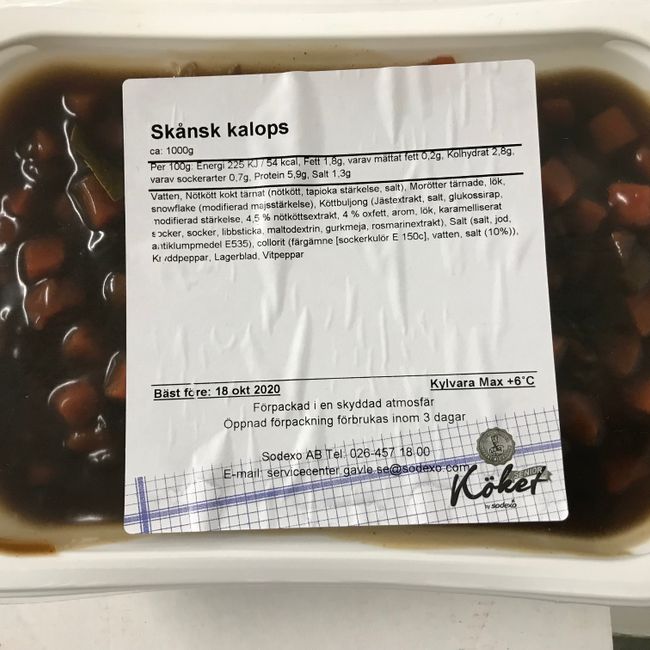 Skånsk kalops
ca: 1000g
Per 100g: Energi 225 KJ / 54 kcal, Fett 1,8g, varav mättat fett 0,2g, Kolhydrat 2,8g,
varav sockerarter 0,7g, Protein 5,9g, Salt 1,3g
Vatten, Nötkött kokt tärnat (nötkött, tapioka stärkelse, salt), Morötter tärnade, lök,
snowflake (modifierad majsstärkelse), Köttbuljong (Jästextrakt, salt, glukossirap,
modifierad stärkelse, 4,5 % nötköttsextrakt, 4 % oxfett, arom, lök, karamelliserat
socker, socker, libbsticka, maltodextrin, gurkmeja, rosmarinextrakt), Salt (salt, jod,
antiklumpmedel E535), collorit (färgämne [sockerkulör E 150c], vatten, salt (10%)),
Kryddpeppar, Lagerblad, Vitpeppar
Bäst före: 18 okt 2020 Kylvara Max +6°C
Förpackad i en skyddad atmosfär
Öppnad förpackning förbrukas inom 3 dagar
Sodexo AB Tel: 026-457 18 00
E-mail: servicecenter.gavle.se@sodexo.com
SENIOR
Köket
by sodexo